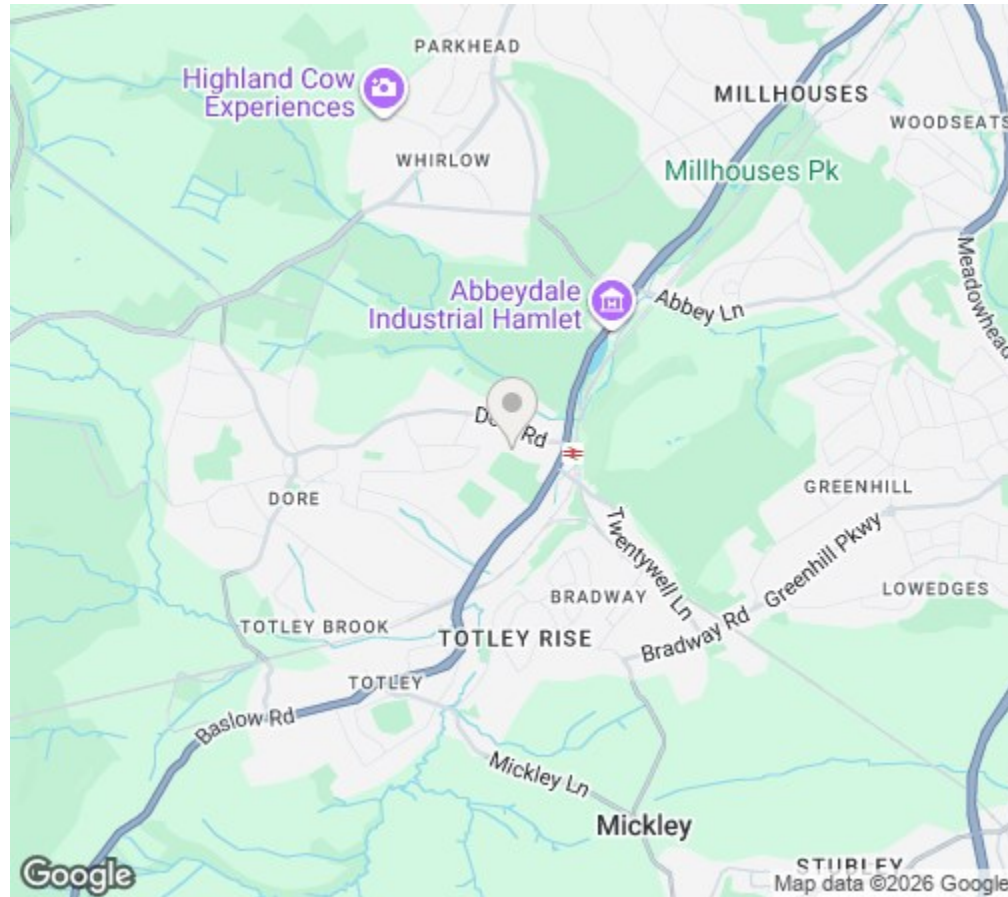 PARKHEAD
Highland Cow
Experiences
MILLHOUSES
WOODSEATS
WHIRLOW
Millhouses Pk
Meadowhead
Abbeydale
Industrial Hamlet
Abbey Ln
Rd
DORE
GREENHILL
Twentywell Ln
Greenhill Pkwy
LOWEDGES
BRADWAY
Bradway Rd
TOTLEY BROOK
TOTLEY RISE
TOTLEY
Baslow Rd
Mickley Ln
Mickley
STUBLEY
Google
Map data ©2026 Google